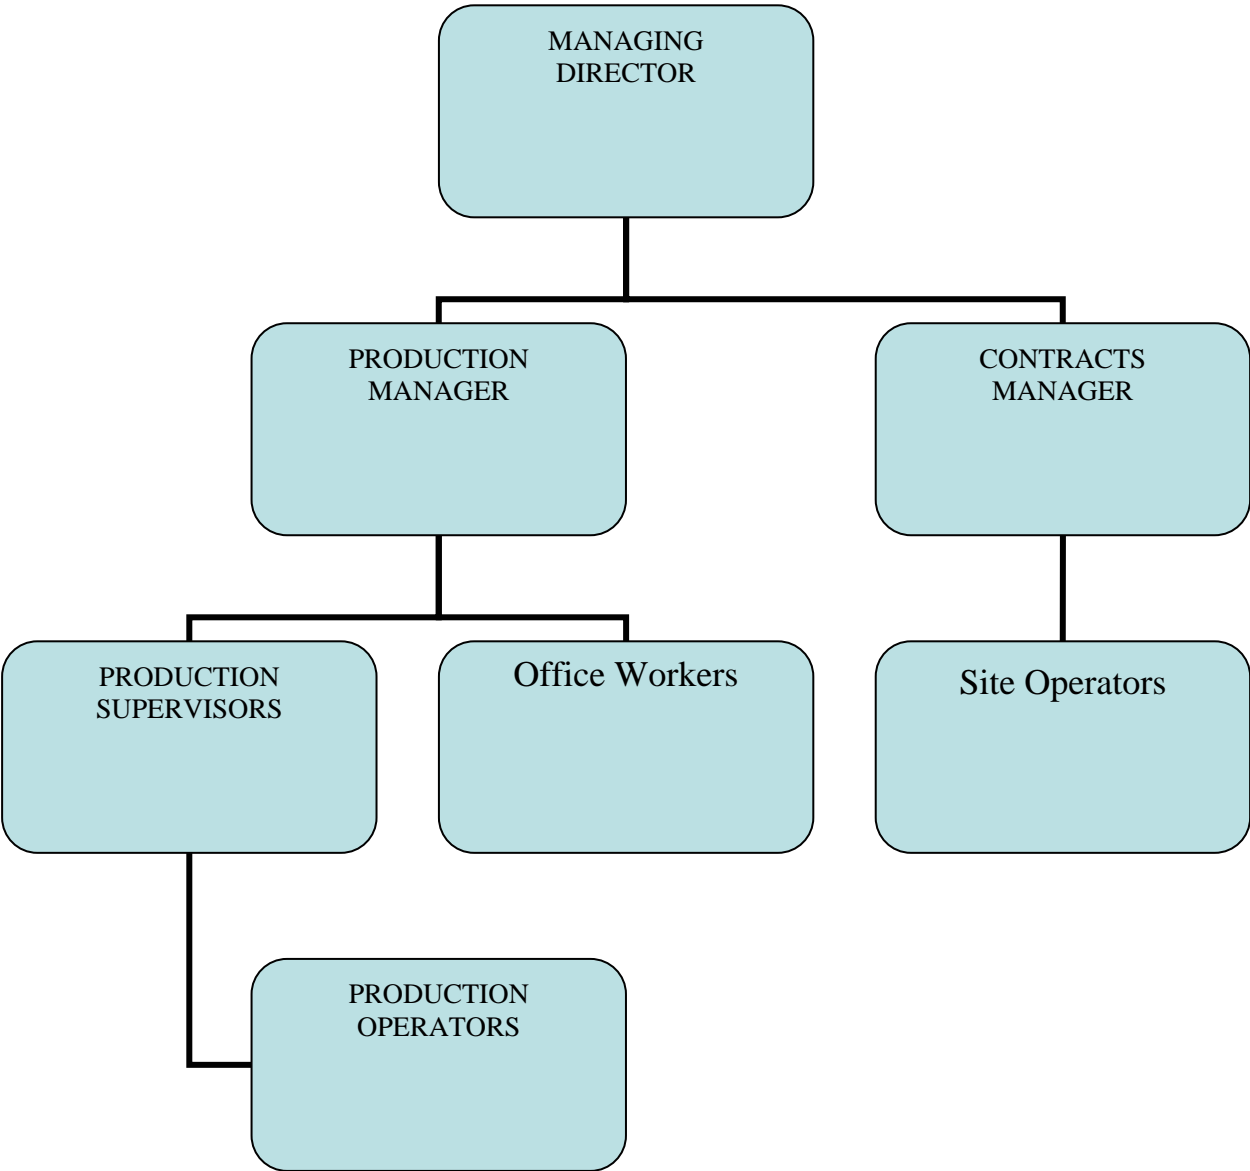 MANAGING
DIRECTOR
PRODUCTION
MANAGER
CONTRACTS
MANAGER
PRODUCTION
SUPERVISORS
Office Workers
Site Operators
PRODUCTION
OPERATORS